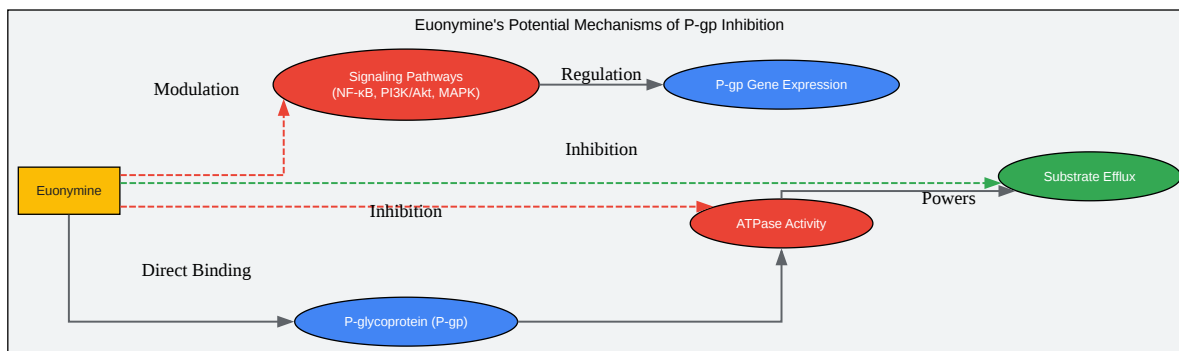 Euonymine's Potential Mechanisms of P-gp Inhibition
Signaling Pathways
(NF-κB, PI3K/Akt, MAPK)
Regulation
P-gp Gene Expression
Modulation
Inhibition
Euonymine
Substrate Efflux
Powers
Inhibition
ATPase Activity
Direct Binding
P-glycoprotein (P-gp)